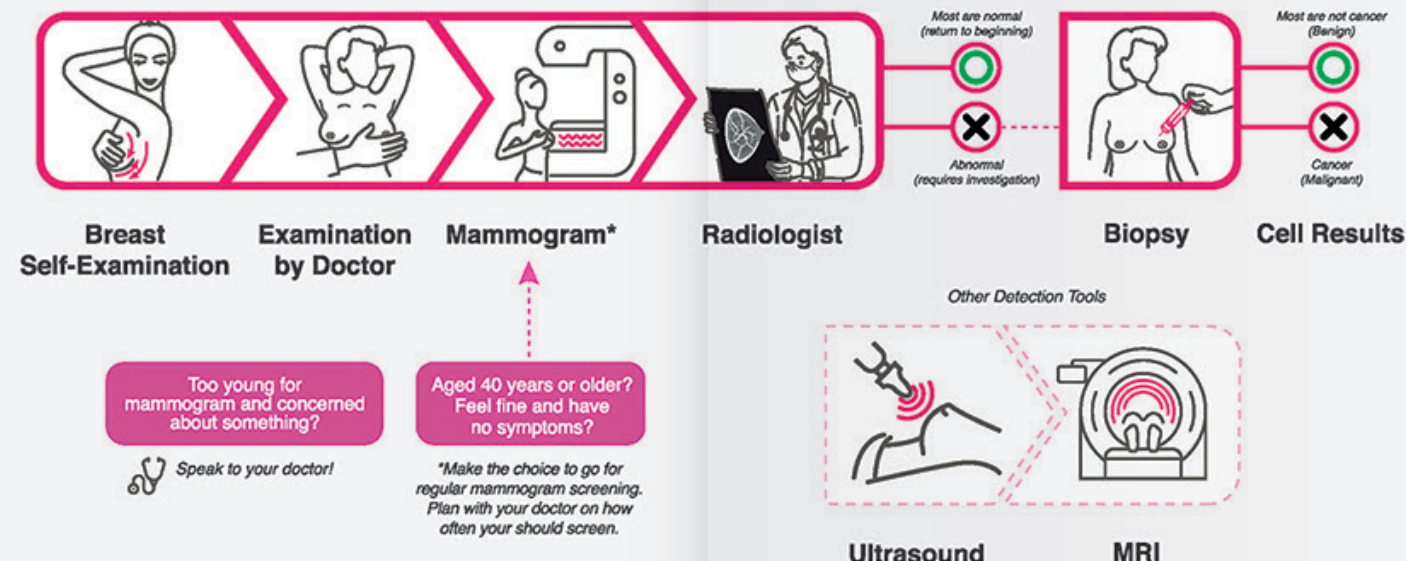 Most are normal
(return to beginning)
Abnormal
(requires investigation)
Most are not cancer
(Benign)
Cancer
(Malignant)
Breast
Self-Examination
Examination
by Doctor
Mammogram*
Radiologist
Biopsy
Cell Results
Too young for
mammogram and concerned
about something?
Speak to your doctor!
Aged 40 years or older?
Feel fine and have
no symptoms?
*Make the choice to go for
regular mammogram screening.
Plan with your doctor on how
often your should screen.
Other Detection Tools
Ultrasound
MRI